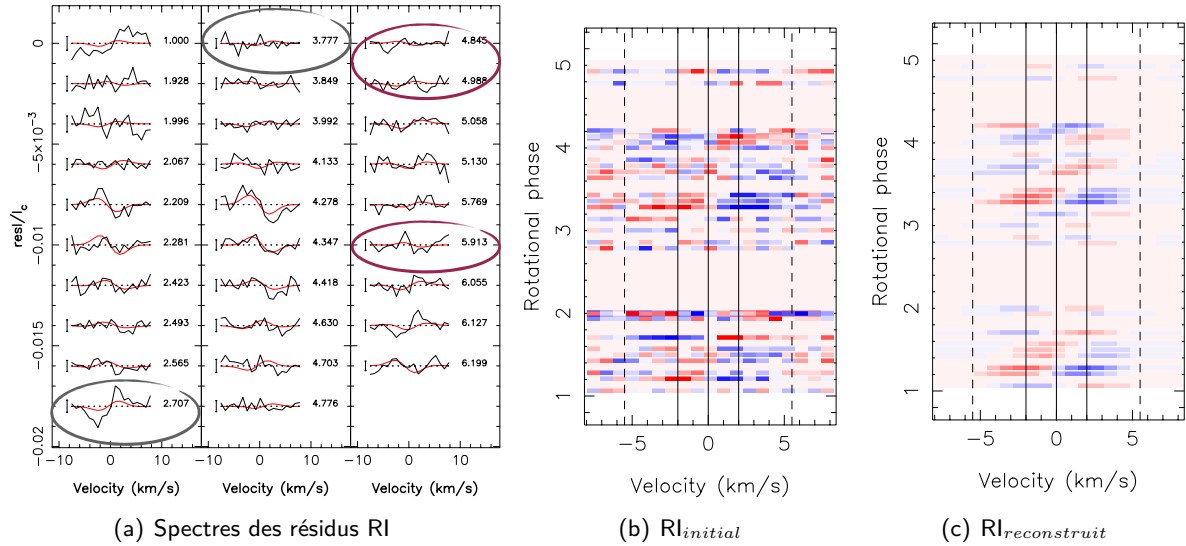 0
−5×10⁻³
−0.01
−0.015
−0.02
res/I_c
1.000
1.928
1.996
2.067
2.209
2.281
2.423
2.493
2.565
2.707
3.777
3.849
3.992
4.133
4.278
4.347
4.418
4.630
4.703
4.776
4.845
4.988
5.058
5.130
5.769
5.913
6.055
6.127
6.199
−10 0 10
−10 0 10
−10 0 10
Velocity (km/s)
Velocity (km/s)
Velocity (km/s)
(a) Spectres des résidus RI
Rotational phase
5
4
3
2
1
−5 0 5
Velocity (km/s)
(b) RI_initial
Rotational phase
5
4
3
2
1
−5 0 5
Velocity (km/s)
(c) RI_reconstruit